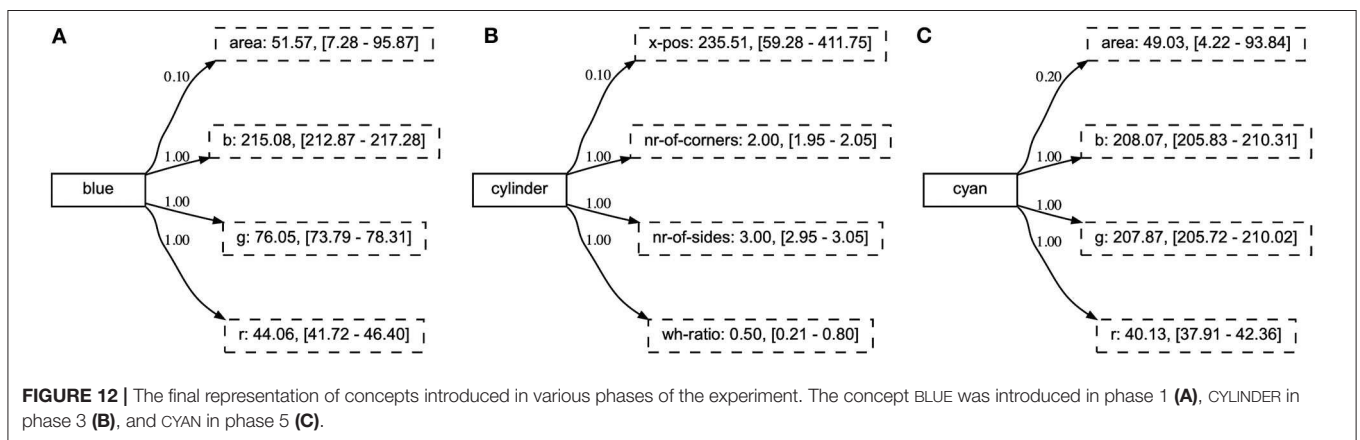 A
area: 51.57, [7.28 - 95.87]
0.10
b: 215.08, [212.87 - 217.28]
1.00
blue
1.00
g: 76.05, [73.79 - 78.31]
1.00
r: 44.06, [41.72 - 46.40]
B
x-pos: 235.51, [59.28 - 411.75]
0.10
nr-of-corners: 2.00, [1.95 - 2.05]
1.00
cylinder
1.00
nr-of-sides: 3.00, [2.95 - 3.05]
1.00
wh-ratio: 0.50, [0.21 - 0.80]
C
area: 49.03, [4.22 - 93.84]
0.20
b: 208.07, [205.83 - 210.31]
1.00
cyan
1.00
g: 207.87, [205.72 - 210.02]
1.00
r: 40.13, [37.91 - 42.36]
FIGURE 12 | The final representation of concepts introduced in various phases of the experiment. The concept BLUE was introduced in phase 1 (A), CYLINDER in
phase 3 (B), and CYAN in phase 5 (C).